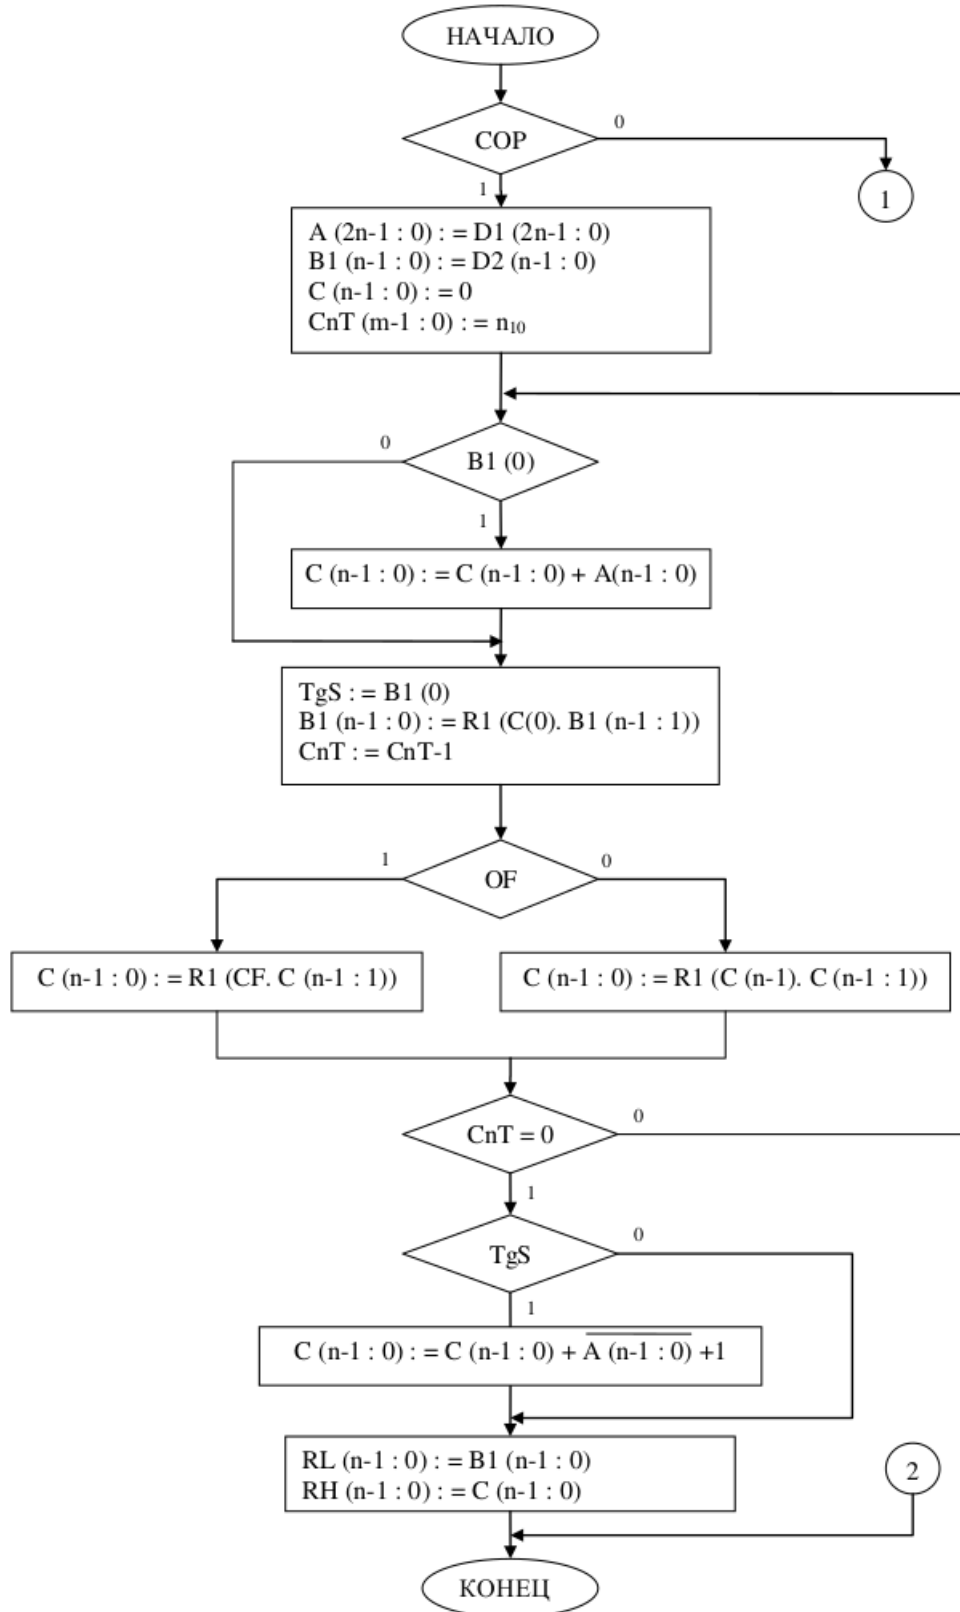 НАЧАЛО
COP
0
1
1
A (2n-1 : 0) : = D1 (2n-1 : 0)
B1 (n-1 : 0) : = D2 (n-1 : 0)
C (n-1 : 0) : = 0
CnT (m-1 : 0) : = n₁₀
0
B1 (0)
1
C (n-1 : 0) : = C (n-1 : 0) + A(n-1 : 0)
TgS : = B1 (0)
B1 (n-1 : 0) : = R1 (C(0). B1 (n-1 : 1))
CnT : = CnT-1
1
OF
0
C (n-1 : 0) : = R1 (CF. C (n-1 : 1))
C (n-1 : 0) : = R1 (C (n-1). C (n-1 : 1))
CnT = 0
0
1
TgS
0
1
C (n-1 : 0) : = C (n-1 : 0) + A̅ ̅(̅n̅-̅1̅ ̅:̅ ̅0̅)̅ +1
RL (n-1 : 0) : = B1 (n-1 : 0)
RH (n-1 : 0) : = C (n-1 : 0)
2
КОНЕЦ